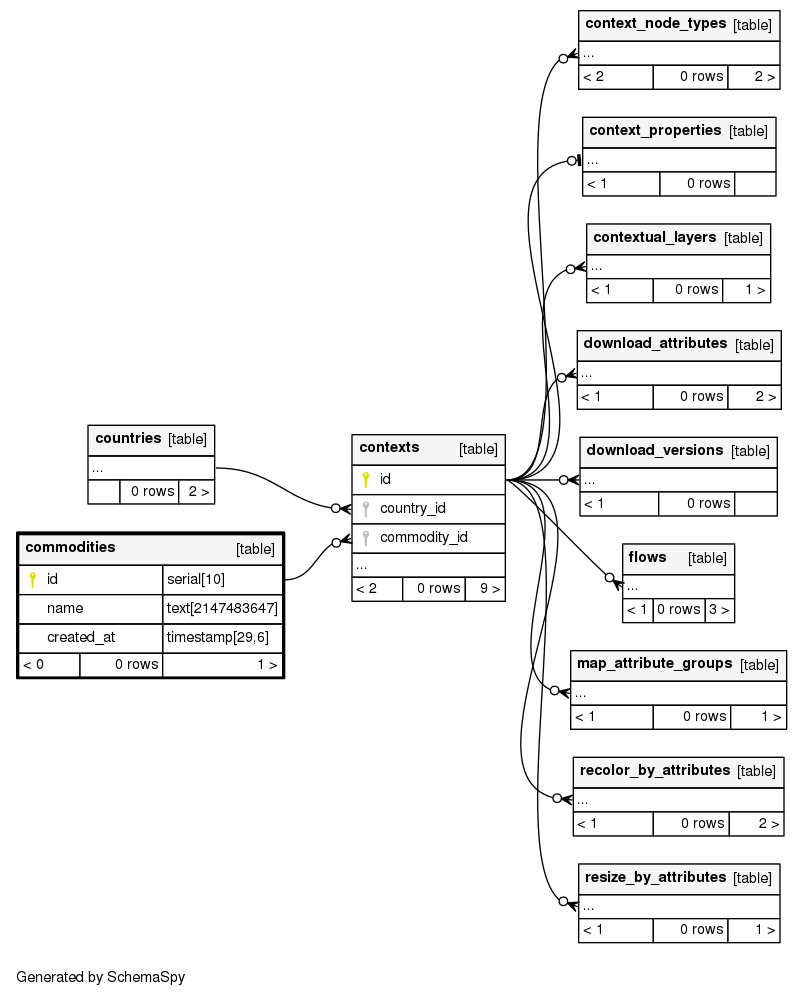 context_node_types [table]
...
< 2 0 rows 2 >
context_properties [table]
...
< 1 0 rows
contextual_layers [table]
...
< 1 0 rows 1 >
download_attributes [table]
...
< 1 0 rows 2 >
countries [table]
...
0 rows 2 >
contexts [table]
id
country_id
commodity_id
...
< 2 0 rows 9 >
download_versions [table]
...
< 1 0 rows
commodities [table]
id serial[10]
name text[2147483647]
created_at timestamp[29,6]
< 0 0 rows 1 >
flows [table]
...
< 1 0 rows 3 >
map_attribute_groups [table]
...
< 1 0 rows 1 >
recolor_by_attributes [table]
...
< 1 0 rows 2 >
resize_by_attributes [table]
...
< 1 0 rows 1 >
Generated by SchemaSpy